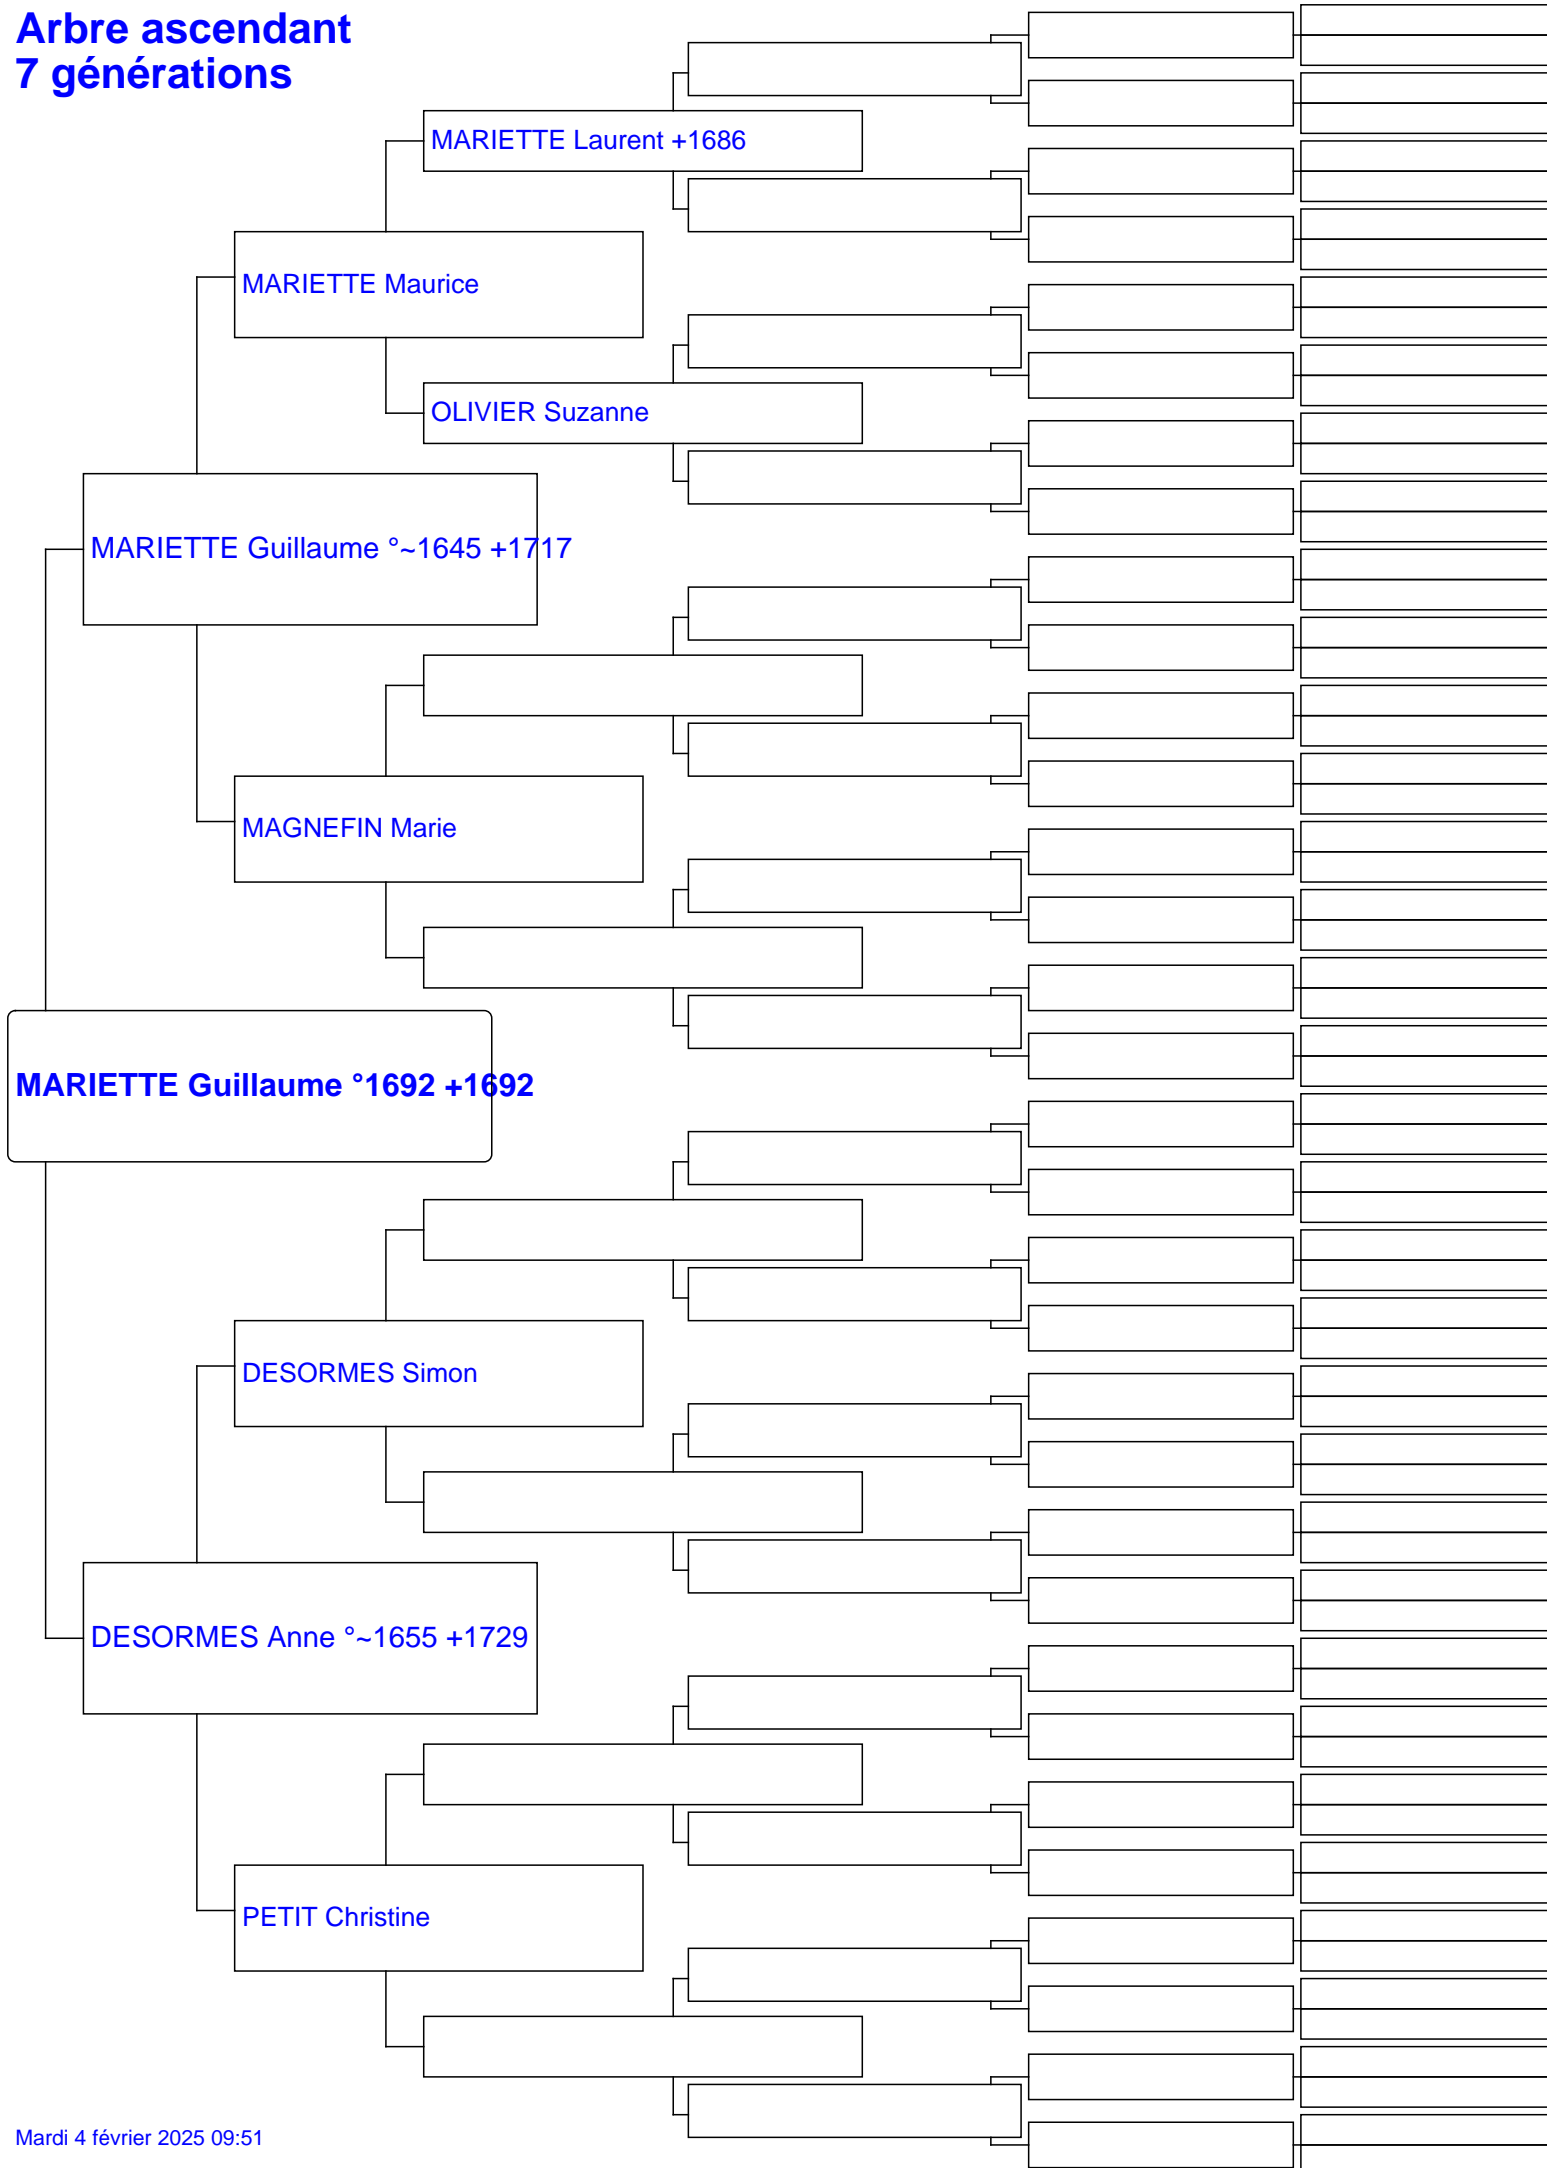 Arbre ascendant
7 générations
MARIETTE Laurent +1686
MARIETTE Maurice
OLIVIER Suzanne
MARIETTE Guillaume °~1645 +1717
MAGNEFIN Marie
MARIETTE Guillaume °1692 +1692
DESORMES Simon
DESORMES Anne °~1655 +1729
PETIT Christine
Mardi 4 février 2025 09:51